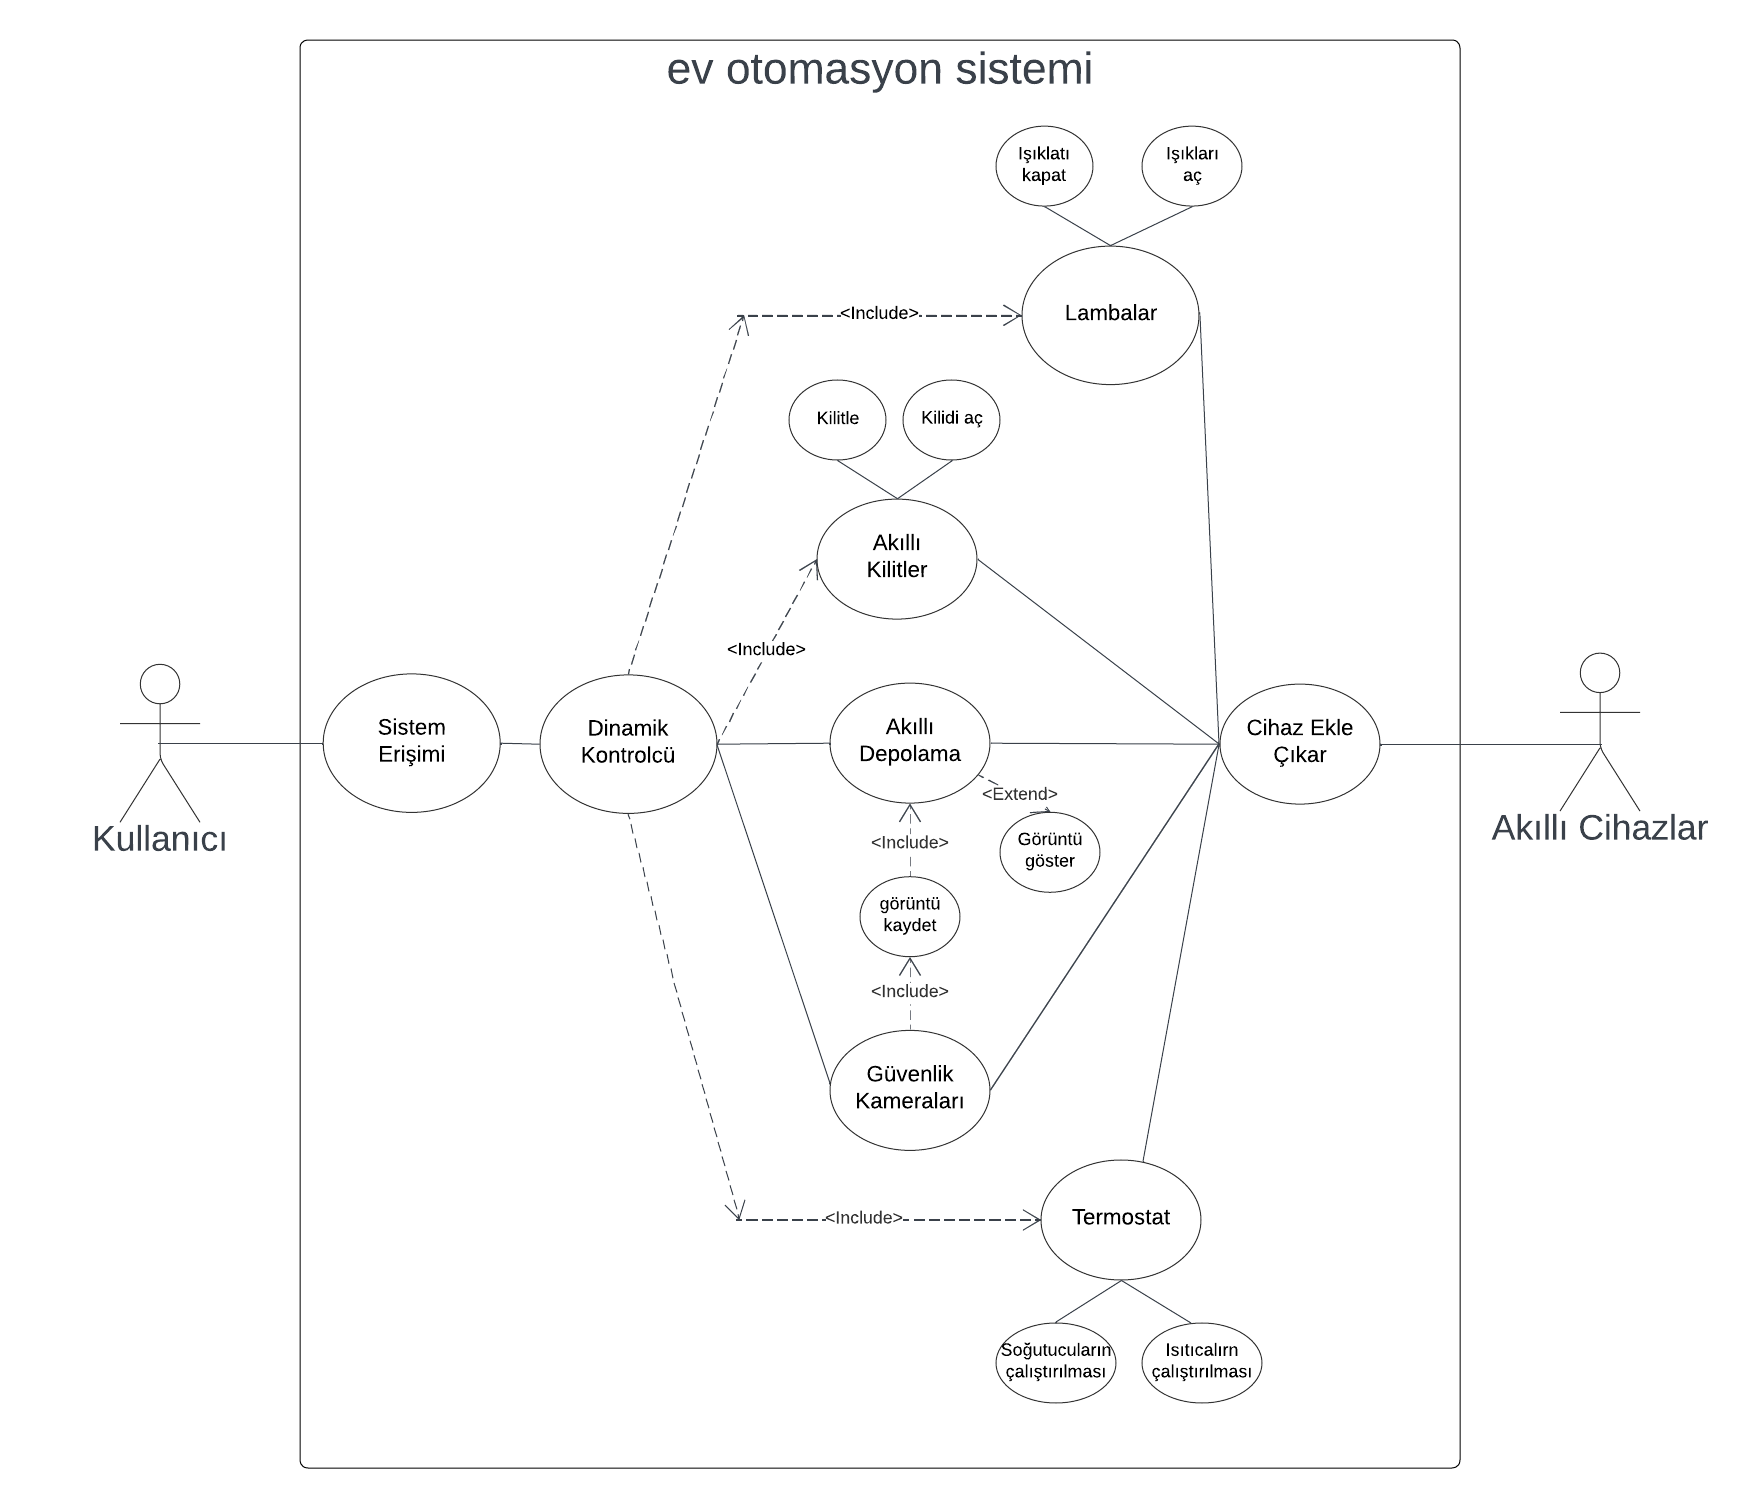 ev otomasyon sistemi
Işıklatı
kapat
Işıkları
aç
<Include>
Lambalar
Kilitle
Kilidi aç
Akıllı
Kilitler
<Include>
Kullanıcı
Sistem
Erişimi
Dinamik
Kontrolcü
Akıllı
Depolama
Cihaz Ekle
Çıkar
Akıllı Cihazlar
<Extend>
<Include>
Görüntü
göster
görüntü
kaydet
<Include>
Güvenlik
Kameraları
<Include>
Termostat
Soğutucuların
çalıştırılması
Isıtıcalırn
çalıştırılması